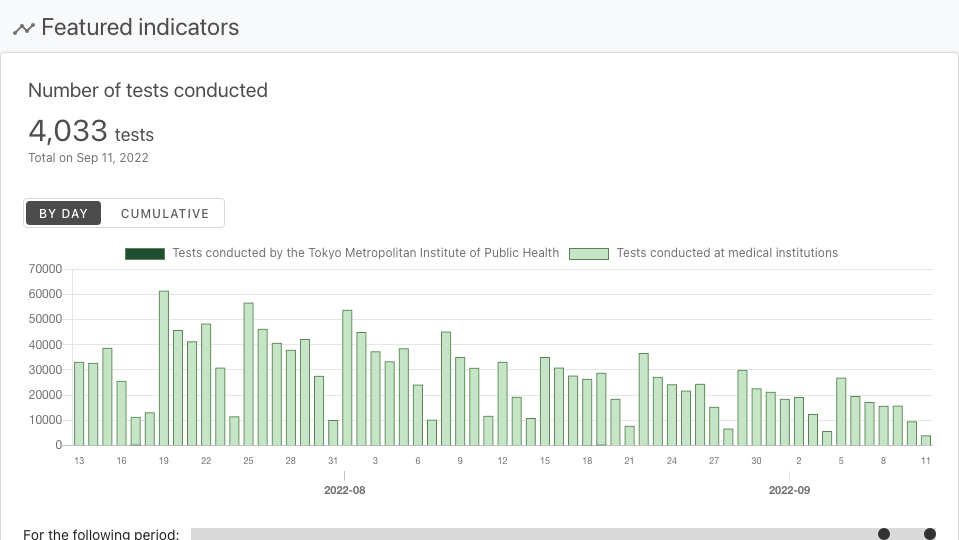 Featured indicators
Number of tests conducted
4,033 tests
Total on Sep 11, 2022
BY DAY CUMULATIVE
Tests conducted by the Tokyo Metropolitan Institute of Public Health Tests conducted at medical institutions
70000
60000
50000
40000
30000
20000
10000
0
13 16 19 22 25 28 31 3 6 9 12 15 18 21 24 27 30 2 5 8 11
2022-08 2022-09
For the following period: